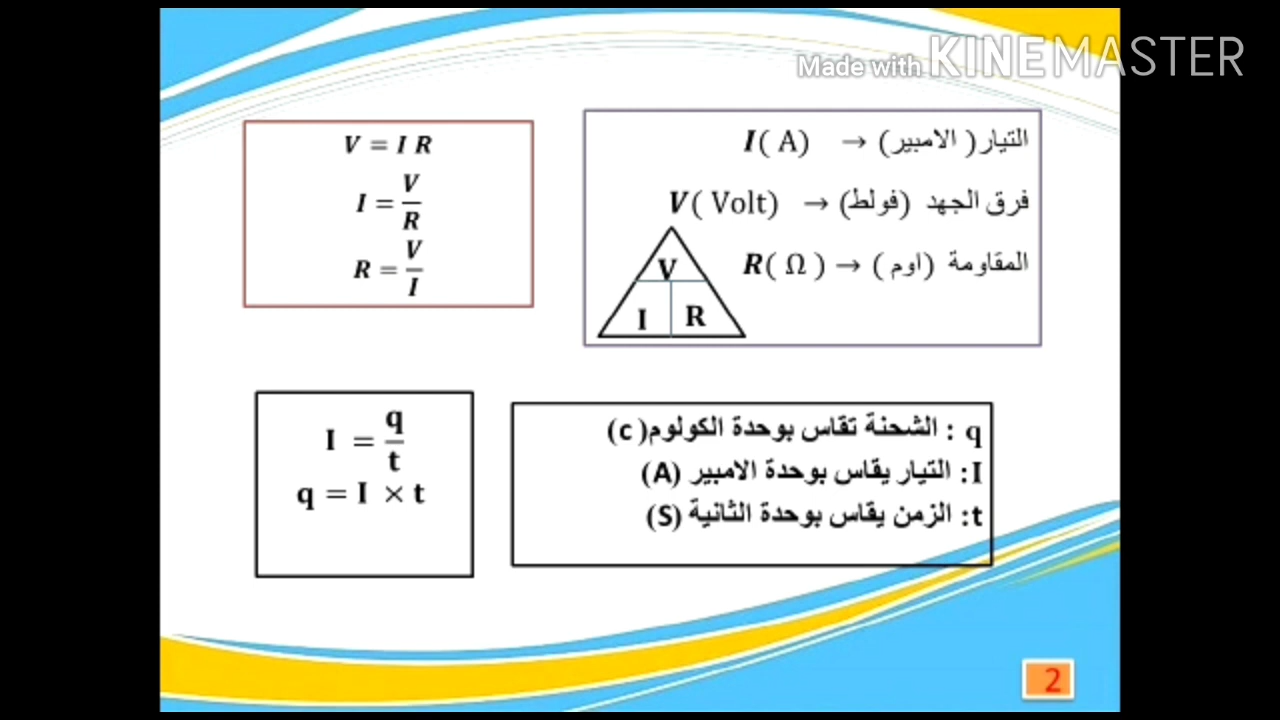 Made with KINEMASTER
V = I R
I = V/R
R = V/I
التيار( الامبير) → I( A)
فرق الجهد (فولط) → V( Volt)
المقاومة (اوم ) → R( Ω )
V
I R
I = q/t
q = I × t
q : الشحنة تقاس بوحدة الكولوم( c)
I: التيار يقاس بوحدة الامبير (A)
t: الزمن يقاس بوحدة الثانية (S)
2